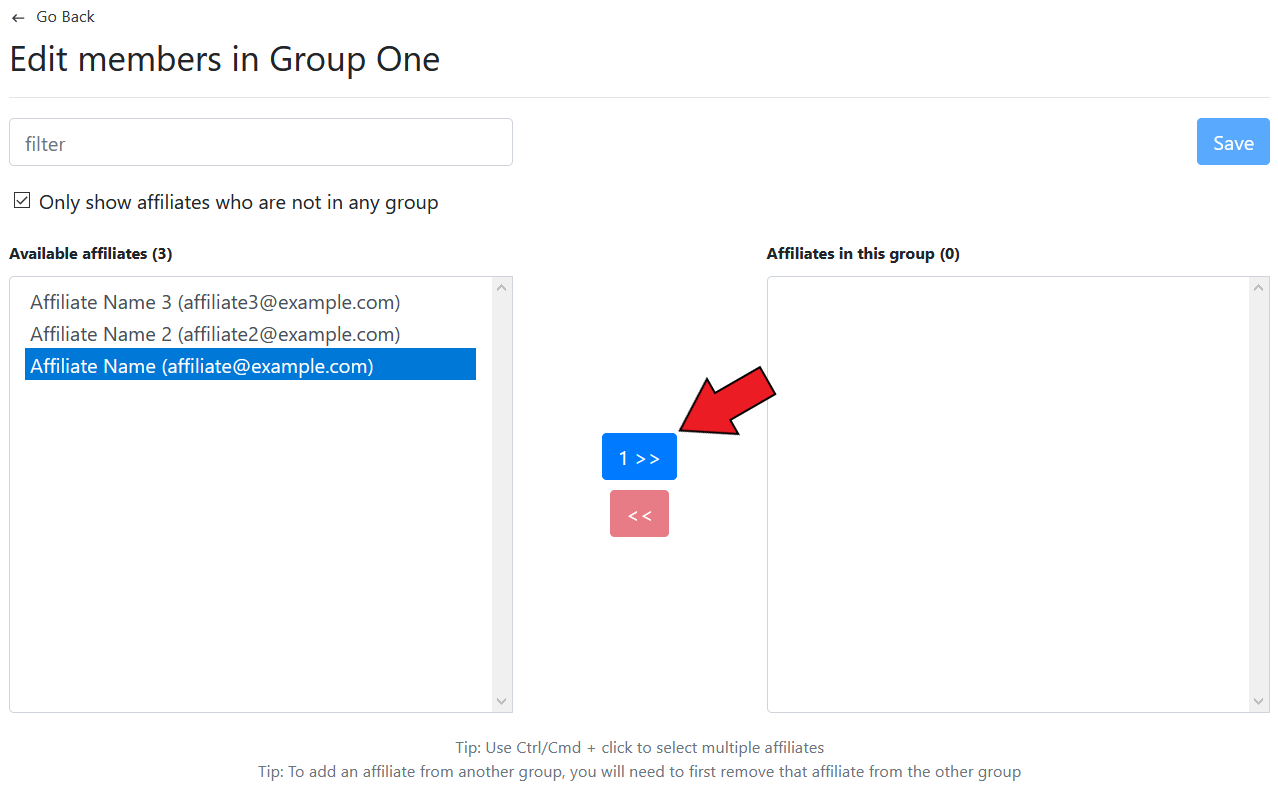 ← Go Back
Edit members in Group One
filter
Save
Only show affiliates who are not in any group
Available affiliates (3)
Affiliates in this group (0)
Affiliate Name 3 (affiliate3@example.com)
Affiliate Name 2 (affiliate2@example.com)
Affiliate Name (affiliate@example.com)
1 >>
<<
Tip: Use Ctrl/Cmd + click to select multiple affiliates
Tip: To add an affiliate from another group, you will need to first remove that affiliate from the other group